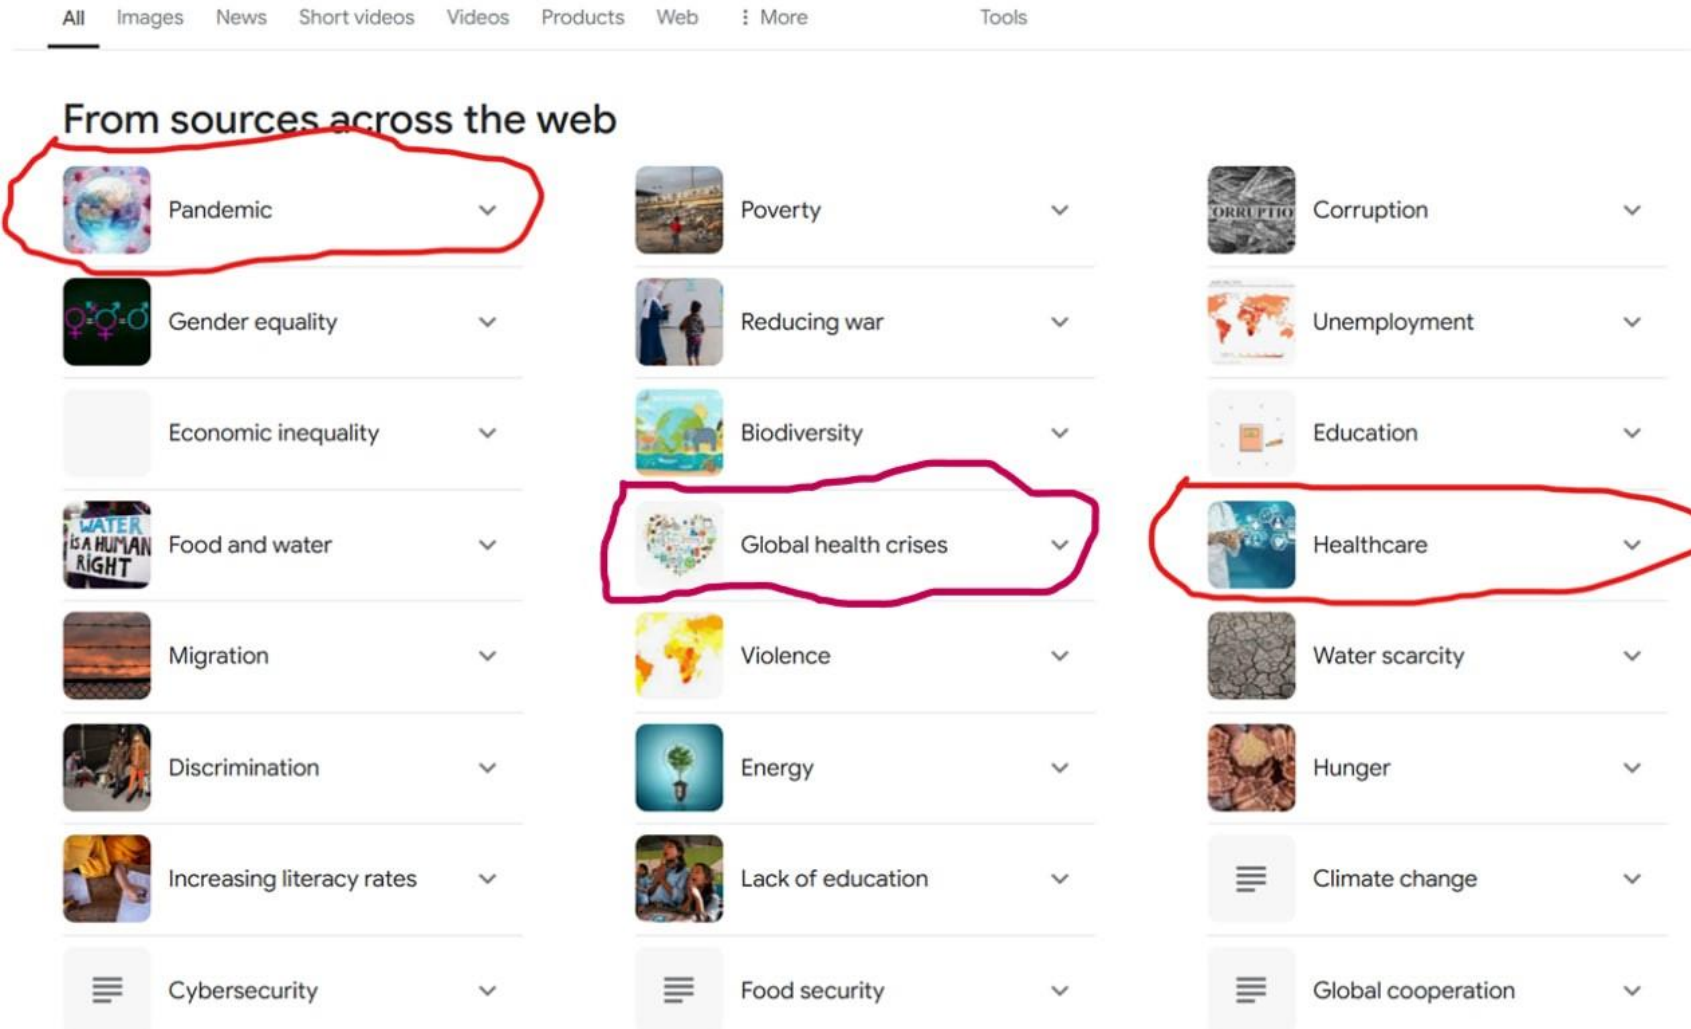 All Images News Short videos Videos Products Web More Tools
From sources across the web
Pandemic
Poverty
ORRUPTIO
Corruption
Gender equality
Reducing war
Unemployment
Economic inequality
Biodiversity
Education
WATER
IS A HUMAN
RIGHT
Food and water
Global health crises
Healthcare
Migration
Violence
Water scarcity
Discrimination
Energy
Hunger
Increasing literacy rates
Lack of education
Climate change
Cybersecurity
Food security
Global cooperation